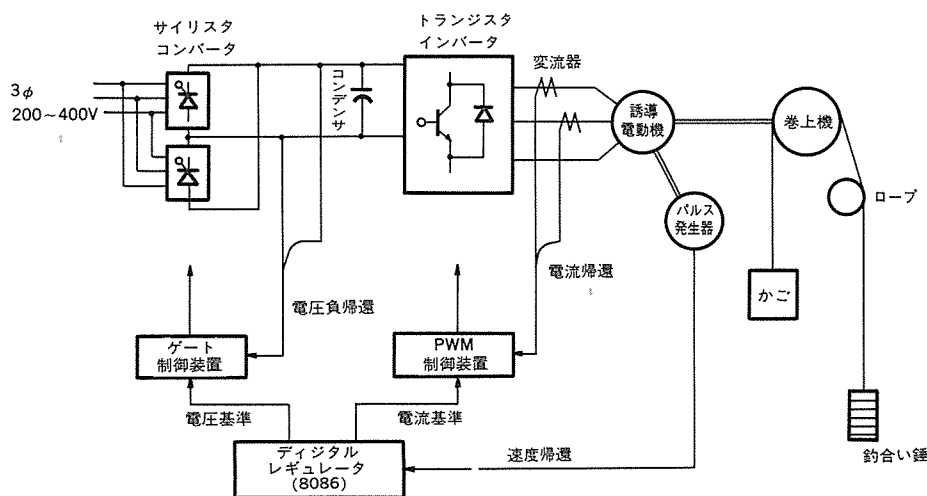 サイリスタ
コンバータ
トランジスタ
インバータ
3φ
200~400V
コンデンサ
変流器
誘導
電動機
巻上機
パルス
発生器
ロープ
かご
電圧負帰還
電流帰還
ゲート
制御装置
PWM
制御装置
電圧基準
電流基準
ディジタル
レギュレータ
(8086)
速度帰還
釣合い錘